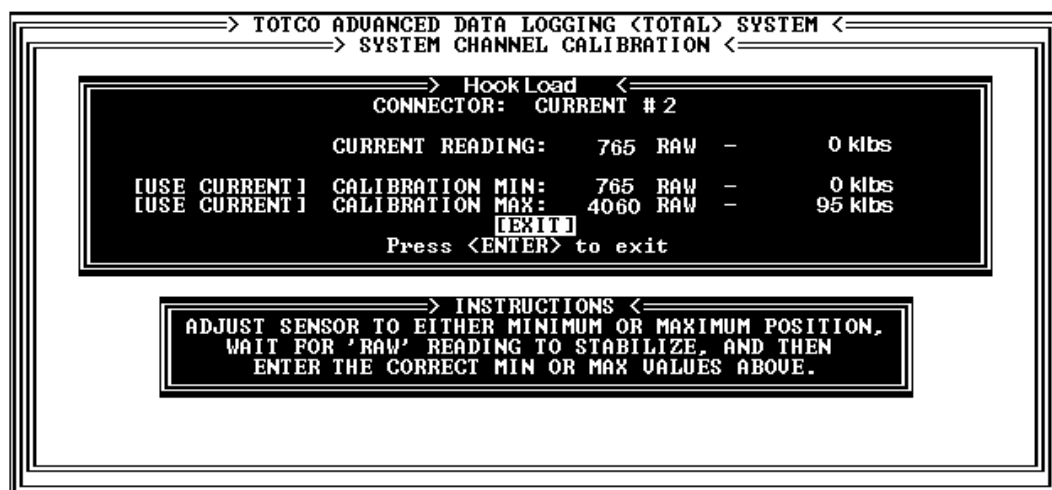 => TOTCO ADVANCED DATA LOGGING (TOTAL) SYSTEM <=
=> SYSTEM CHANNEL CALIBRATION <=
=> Hook Load <=
CONNECTOR: CURRENT # 2
CURRENT READING: 765 RAW - 0 klbs
[USE CURRENT] CALIBRATION MIN: 765 RAW - 0 klbs
[USE CURRENT] CALIBRATION MAX: 4060 RAW - 95 klbs
[EXIT]
Press <ENTER> to exit
=> INSTRUCTIONS <=
ADJUST SENSOR TO EITHER MINIMUM OR MAXIMUM POSITION,
WAIT FOR 'RAW' READING TO STABILIZE, AND THEN
ENTER THE CORRECT MIN OR MAX VALUES ABOVE.